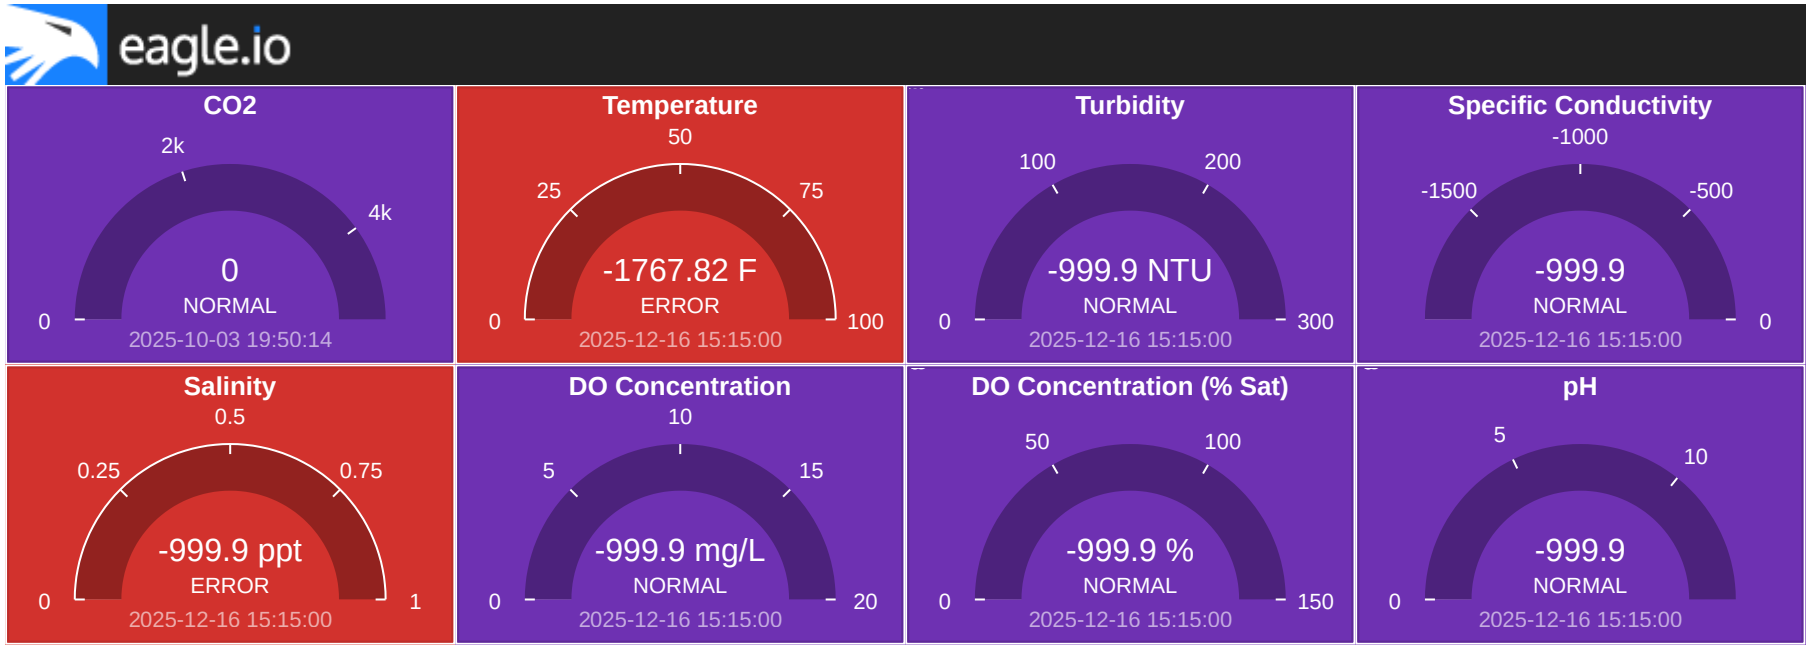 eagle.io
CO2
2k
4k
0
NORMAL
0
2025-10-03 19:50:14
Temperature
50
25
75
-1767.82 F
ERROR
0
100
2025-12-16 15:15:00
Turbidity
100
200
-999.9 NTU
NORMAL
0
300
2025-12-16 15:15:00
Specific Conductivity
-1000
-1500
-500
-999.9
NORMAL
0
2025-12-16 15:15:00
Salinity
0.5
0.25
0.75
-999.9 ppt
ERROR
0
1
2025-12-16 15:15:00
DO Concentration
10
5
15
-999.9 mg/L
NORMAL
0
20
2025-12-16 15:15:00
DO Concentration (% Sat)
50
100
-999.9 %
NORMAL
0
150
2025-12-16 15:15:00
pH
5
10
-999.9
NORMAL
0
2025-12-16 15:15:00